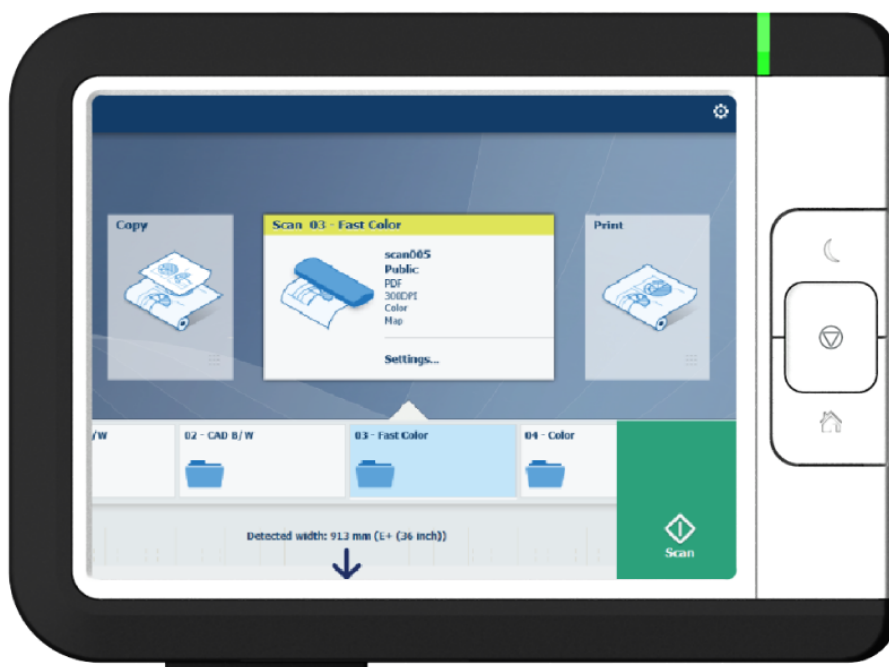 Copy
Scan 03 - Fast Color
Print
scan005
Public
PDF
300DPI
Color
Map
Settings...
/W
02 - CAD B/W
03 - Fast Color
04 - Color
Detected width: 913 mm (E+ (36 inch))
Scan